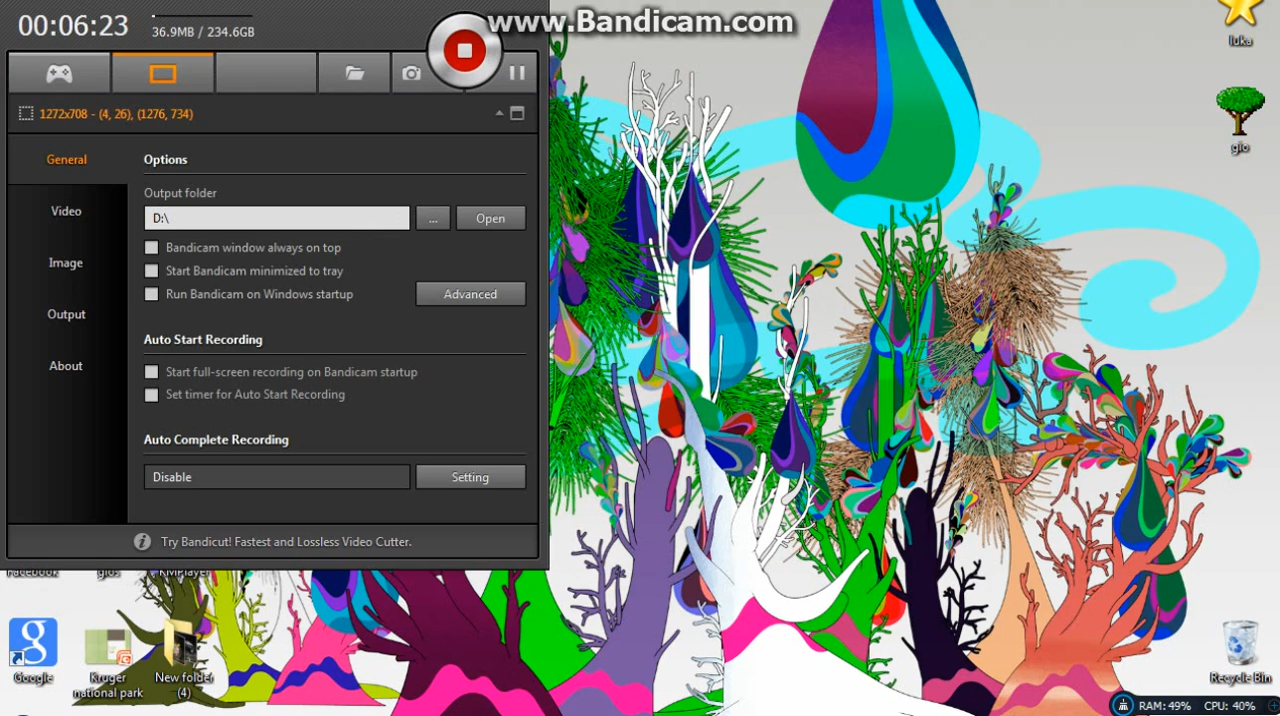 00:06:23
36.9MB / 234.6GB
www.Bandicam.com
1272x708 - (4, 26), (1276, 734)
General
Video
Image
Output
About
Options
Output folder
D:\
...
Open
Bandicam window always on top
Start Bandicam minimized to tray
Run Bandicam on Windows startup
Advanced
Auto Start Recording
Start full-screen recording on Bandicam startup
Set timer for Auto Start Recording
Auto Complete Recording
Disable
Setting
Try Bandicut! Fastest and Lossless Video Cutter.
luka
gio
Facebook
gios
KMPlayer
Google
Kruger
national park
New folder
(4)
Recycle Bin
RAM: 49%
CPU: 40%